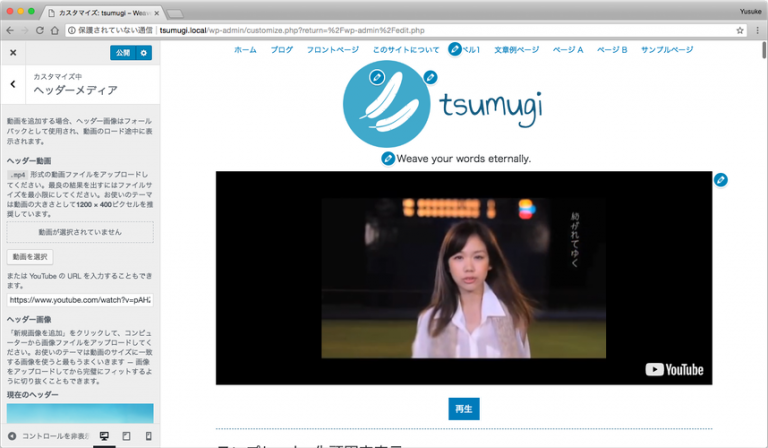 カスタマイズ: tsumugi – Weav
Yusuke
保護されていない通信 | tsumugi.local/wp-admin/customize.php?return=%2Fwp-admin%2Fedit.php
公開
カスタマイズ中
ヘッダーメディア
動画を追加する場合、ヘッダー画像はフォール
バックとして使用され、動画のロード途中に表
示されます。
ヘッダー動画
.mp4 形式の動画ファイルをアップロードし
てください。最良の結果を出すにはファイルサイ
ズを最小限にしてください。お使いのテーマ
は動画の大きさとして1200 × 400ピクセルを推
奨しています。
動画が選択されていません
動画を選択
または YouTube の URL を入力することもでき
ます。
https://www.youtube.com/watch?v=pAH
ヘッダー画像
「新規画像を追加」をクリックして、コンピュ
ーターから画像ファイルをアップロードしてく
ださい。お使いのテーマは動画のサイズに一致
する画像を使うと最もうまくいきます — 画像
をアップロードしてから完璧にフィットするよ
うに切り抜くこともできます。
現在のヘッダー
コントロールを非表示
ホーム ブログ フロントページ このサイトについて ベル1 文章例ページ ページ A ページ B サンプルページ
tsumugi
Weave your words eternally.
紡がれてゆく
YouTube
再生